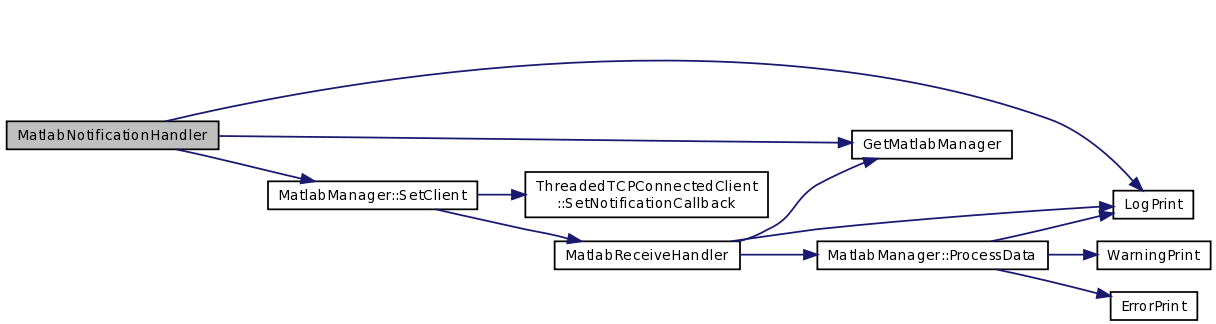 MatlabNotificationHandler
GetMatlabManager
MatlabManager::SetClient
ThreadedTCPConnectedClient
::SetNotificationCallback
LogPrint
MatlabReceiveHandler
MatlabManager::ProcessData
WarningPrint
ErrorPrint